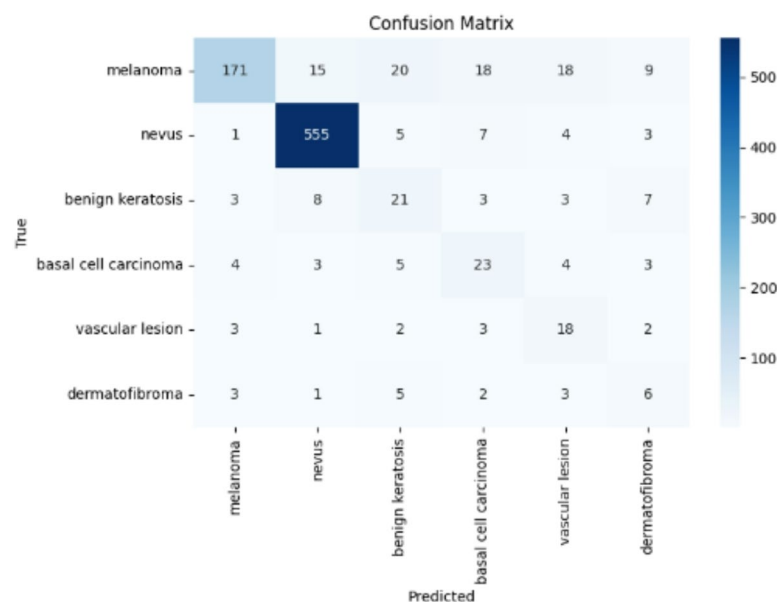 Confusion Matrix
melanoma 171 15 20 18 18 9
nevus 1 555 5 7 4 3
benign keratosis 3 8 21 3 3 7
basal cell carcinoma 4 3 5 23 4 3
vascular lesion 3 1 2 3 18 2
dermatofibroma 3 1 5 2 3 6
True
melanoma
nevus
benign keratosis
basal cell carcinoma
vascular lesion
dermatofibroma
Predicted
500
400
300
200
100